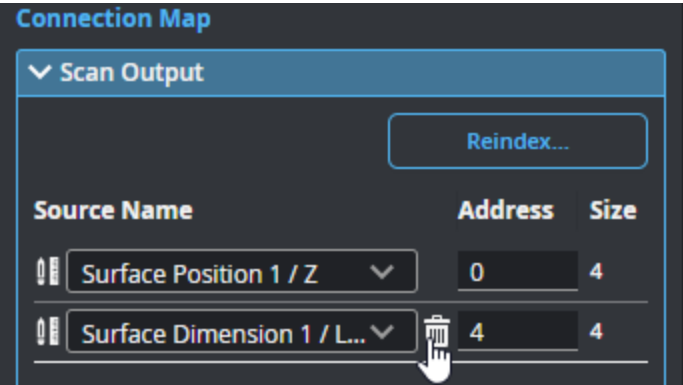 Connection Map
Scan Output
Reindex...
Source Name Address Size
Surface Position 1 / Z 0 4
Surface Dimension 1 / L... 4 4